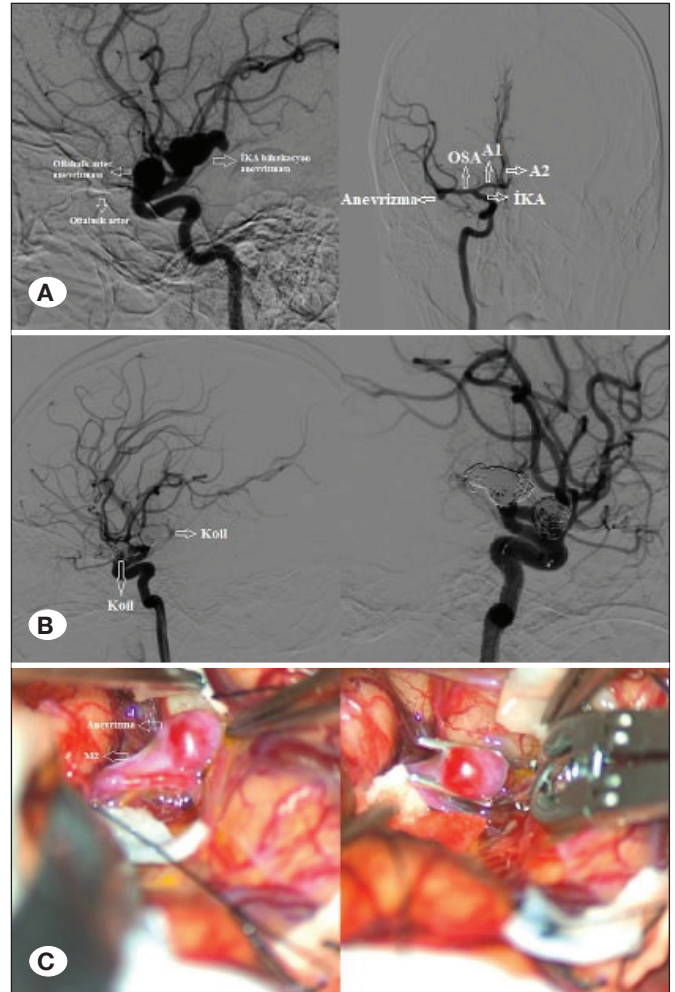 Oftalmik arter
anevrizması
İKA bifurkasyon
anevrizması
Oftalmik arter
OSA
A1
A2
Anevrizma
İKA
A
Koil
Koil
B
Anevrizma
M2
C